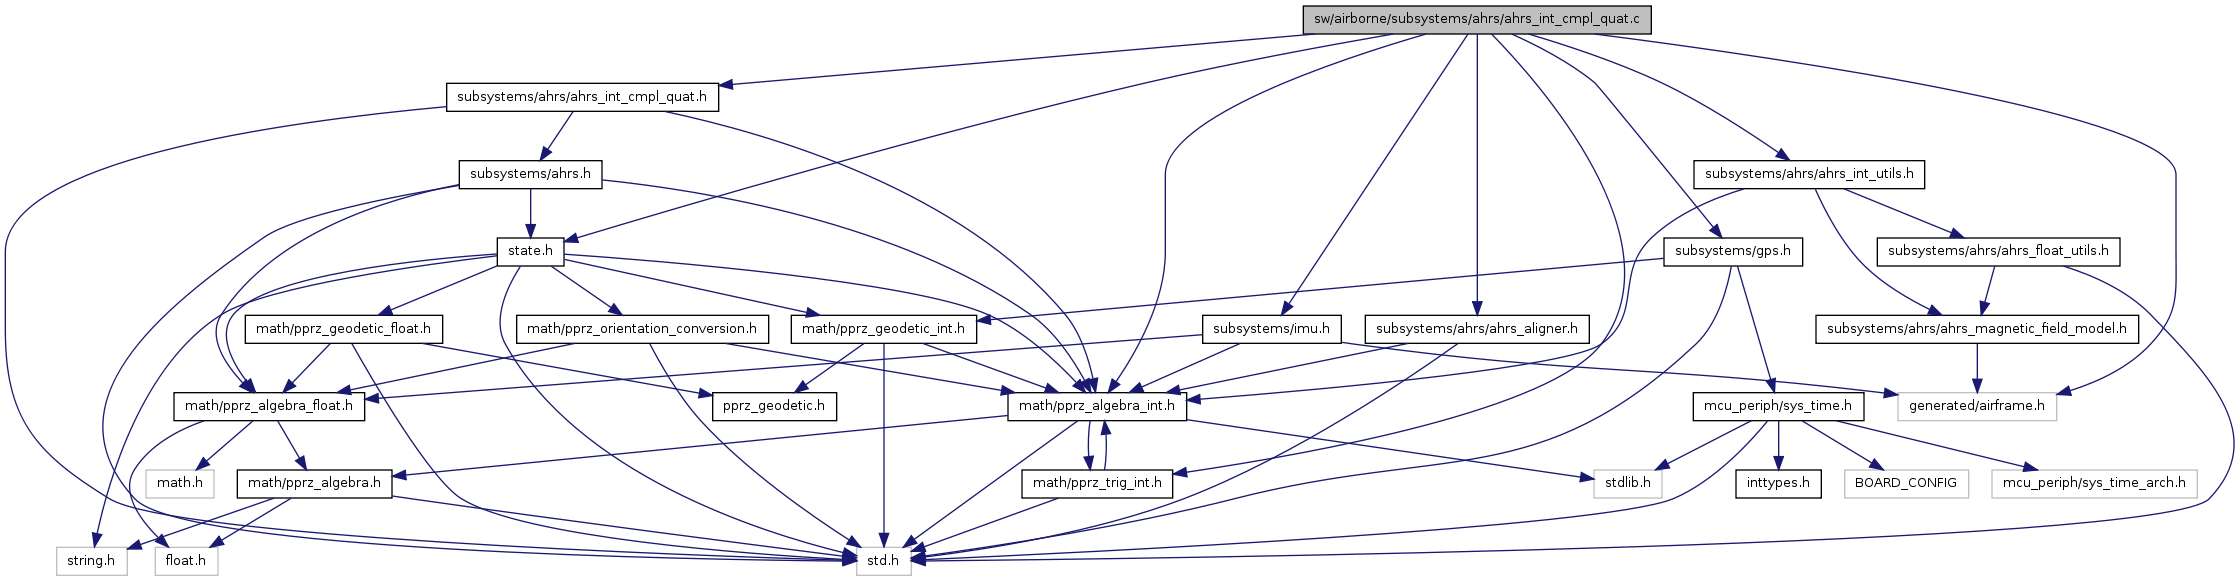 sw/airborne/subsystems/ahrs/ahrs_int_cmpl_quat.c
subsystems/ahrs/ahrs_int_cmpl_quat.h
subsystems/ahrs.h
subsystems/ahrs/ahrs_int_utils.h
state.h
subsystems/gps.h
subsystems/ahrs/ahrs_float_utils.h
math/pprz_geodetic_float.h
math/pprz_orientation_conversion.h
math/pprz_geodetic_int.h
subsystems/imu.h
subsystems/ahrs/ahrs_aligner.h
subsystems/ahrs/ahrs_magnetic_field_model.h
math/pprz_algebra_float.h
pprz_geodetic.h
math/pprz_algebra_int.h
mcu_periph/sys_time.h
generated/airframe.h
math.h
math/pprz_algebra.h
math/pprz_trig_int.h
stdlib.h
inttypes.h
BOARD_CONFIG
mcu_periph/sys_time_arch.h
string.h
float.h
std.h